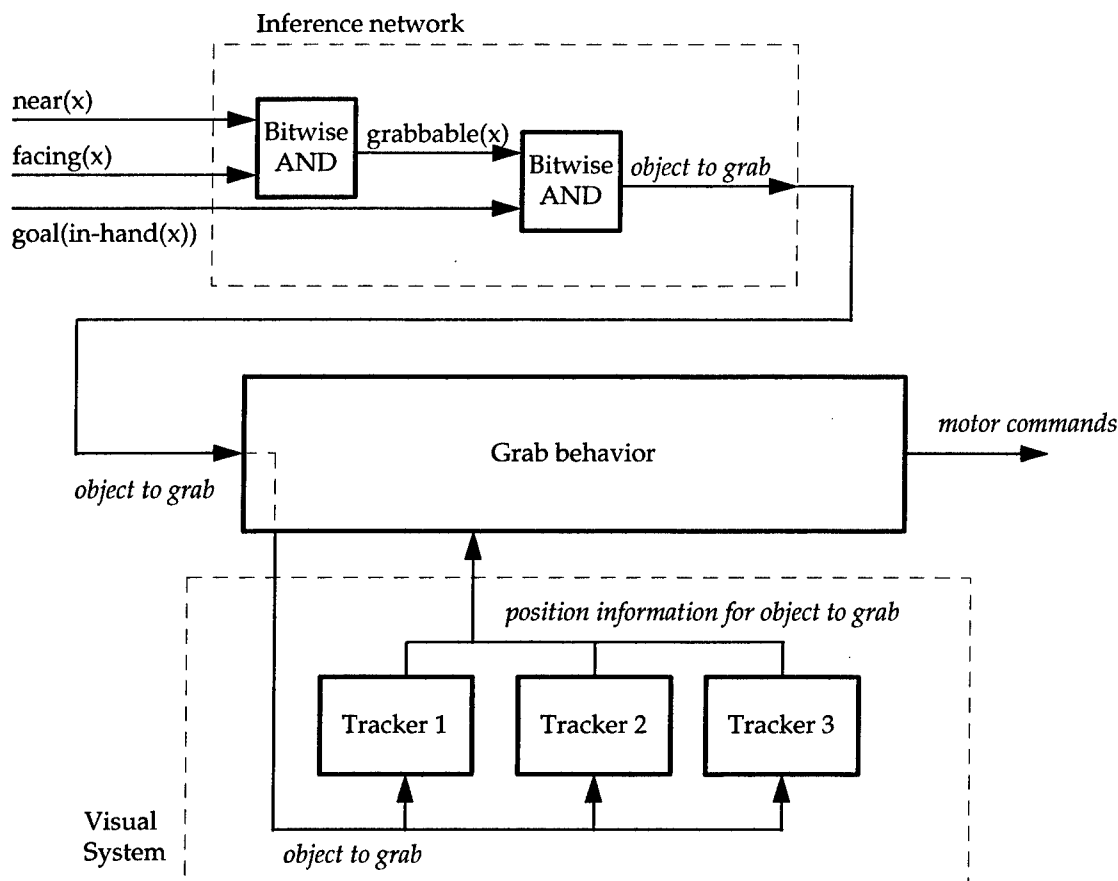 Inference network
near(x)
facing(x)
goal(in-hand(x))
Bitwise
AND
grabbable(x)
Bitwise
AND
object to grab
object to grab
Grab behavior
motor commands
position information for object to grab
Tracker 1
Tracker 2
Tracker 3
Visual
System
object to grab